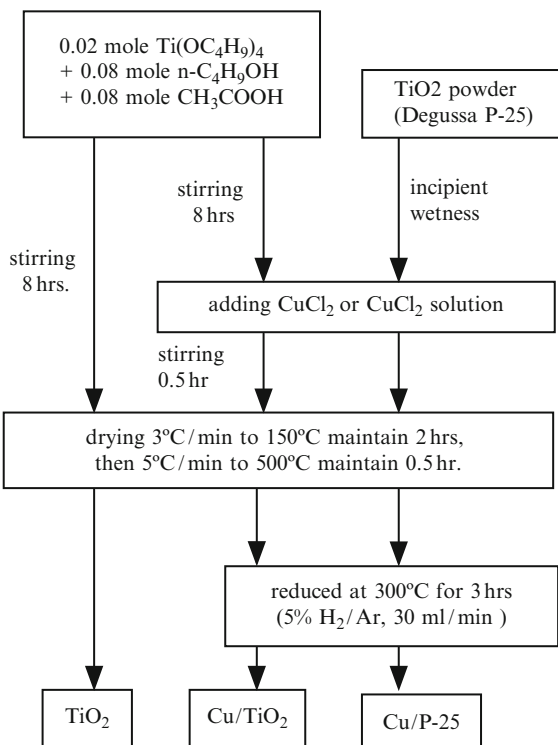 0.02 mole Ti(OC₄H₉)₄
+ 0.08 mole n-C₄H₉OH
+ 0.08 mole CH₃COOH
TiO2 powder
(Degussa P-25)
stirring
8 hrs
incipient
wetness
stirring
8 hrs.
adding CuCl₂ or CuCl₂ solution
stirring
0.5 hr
drying 3ºC/min to 150ºC maintain 2 hrs,
then 5ºC/min to 500ºC maintain 0.5 hr.
reduced at 300ºC for 3 hrs
(5% H₂/Ar, 30 ml/min )
TiO₂
Cu/TiO₂
Cu/P-25